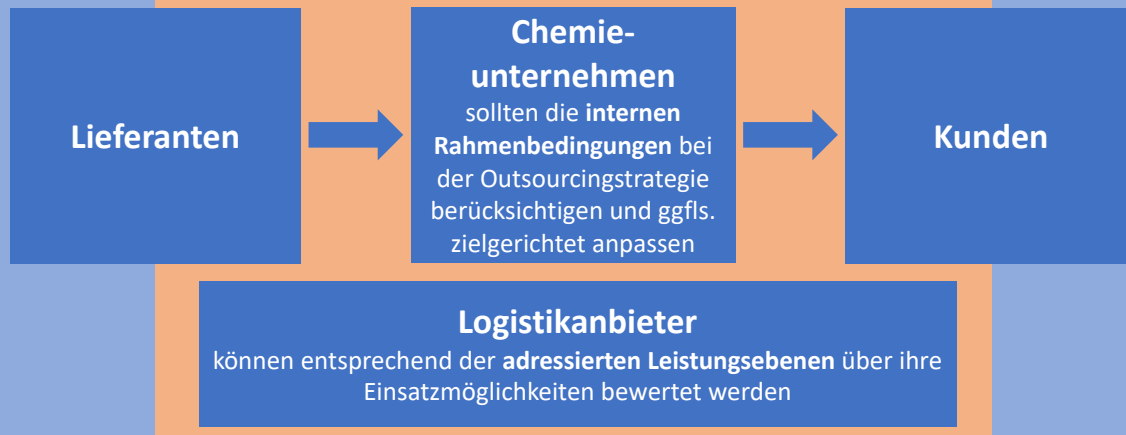 Lieferanten
Chemie-
unternehmen
sollten die internen
Rahmenbedingungen bei
der Outsourcingstrategie
berücksichtigen und ggfls.
zielgerichtet anpassen
Kunden
Logistikanbieter
können entsprechend der adressierten Leistungsebenen über ihre
Einsatzmöglichkeiten bewertet werden